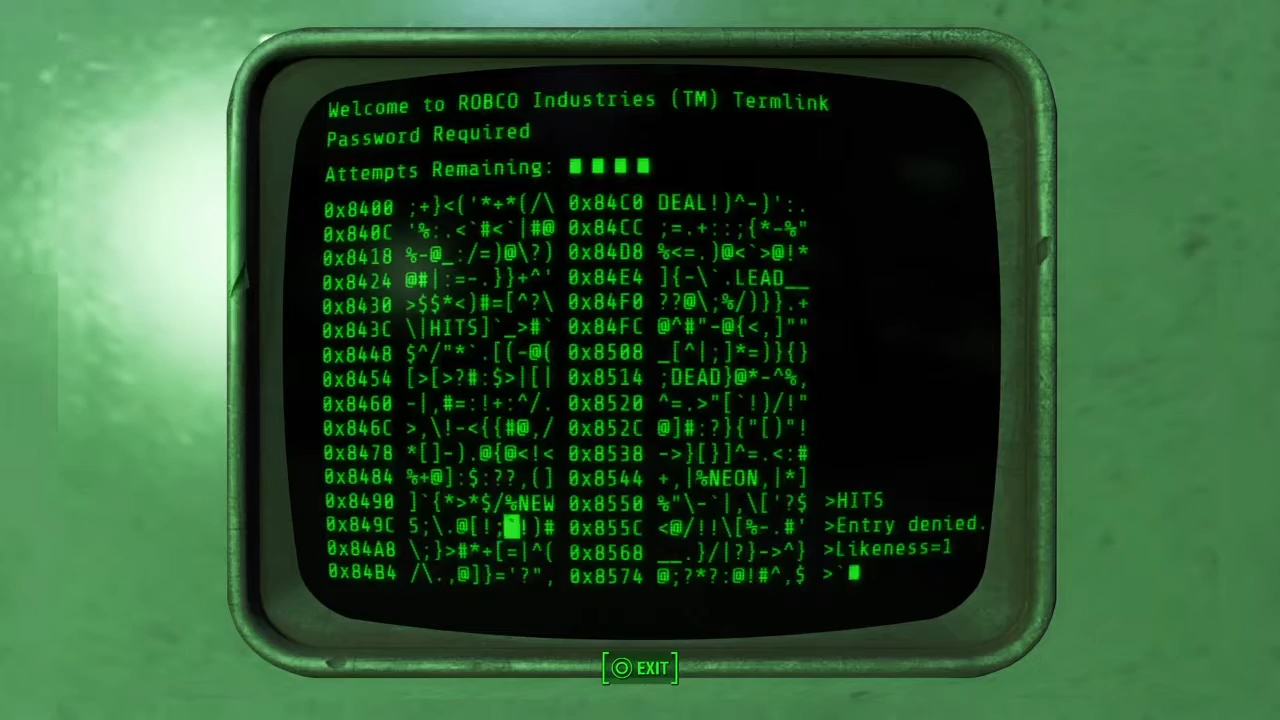 Welcome to ROBCO Industries (TM) Termlink
Password Required
Attempts Remaining: ■ ■ ■ ■
0x8400 ;+}<('*+*(/\ 0x84C0 DEAL!)^-)':.
0x840C '%:.<`#<`|#@ 0x84CC ;=.+::;{*-%"
0x8418 %-@_:/=)@\?) 0x84D8 %<=.)@<`>@!*
0x8424 @#|:=-.}}+^' 0x84E4 ]{-\`.LEAD__
0x8430 >$$*<)#=[^?\ 0x84F0 ??@\;%/)}}.+
0x843C \|HITS]`_>#` 0x84FC @^#"-@{<,]""
0x8448 $^/"*`.[(-@( 0x8508 _[^|;]*=)}{}
0x8454 [>[>?#:$>|[| 0x8514 ;DEAD}@*-^%,
0x8460 -|,#=:!+:^/. 0x8520 ^=.>"[`!)/!"
0x846C >,\!-<{{#@,/ 0x852C @]#:?}{"[)"!
0x8478 *[]-).@{@<!< 0x8538 ->}[}]^=.<:#
0x8484 %+@]:$:??,(] 0x8544 +,|%NEON,|*]
0x8490 ]`{*>*$/%NEW 0x8550 %"\-`|,\['?$ >HITS
0x849C S;\.@[!;`!)# 0x855C <@/!!\[%-.#' >Entry denied.
0x84A8 \;}>#*+[=|^( 0x8568 __.}/|?}->^} >Likeness=1
0x84B4 /\.,@]}='?", 0x8574 @;?*?:@!#^,$ >`■
EXIT